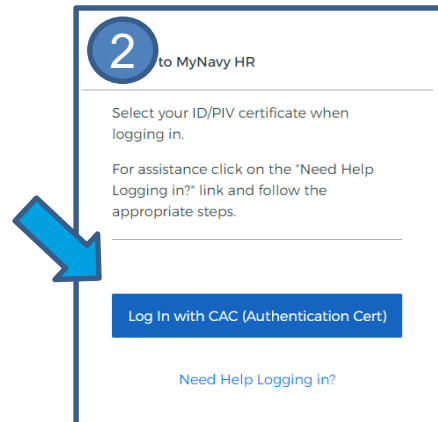 2
to MyNavy HR
Select your ID/PIV certificate when
logging in.
For assistance click on the "Need Help
Logging in?" link and follow the
appropriate steps.
Log In with CAC (Authentication Cert)
Need Help Logging in?